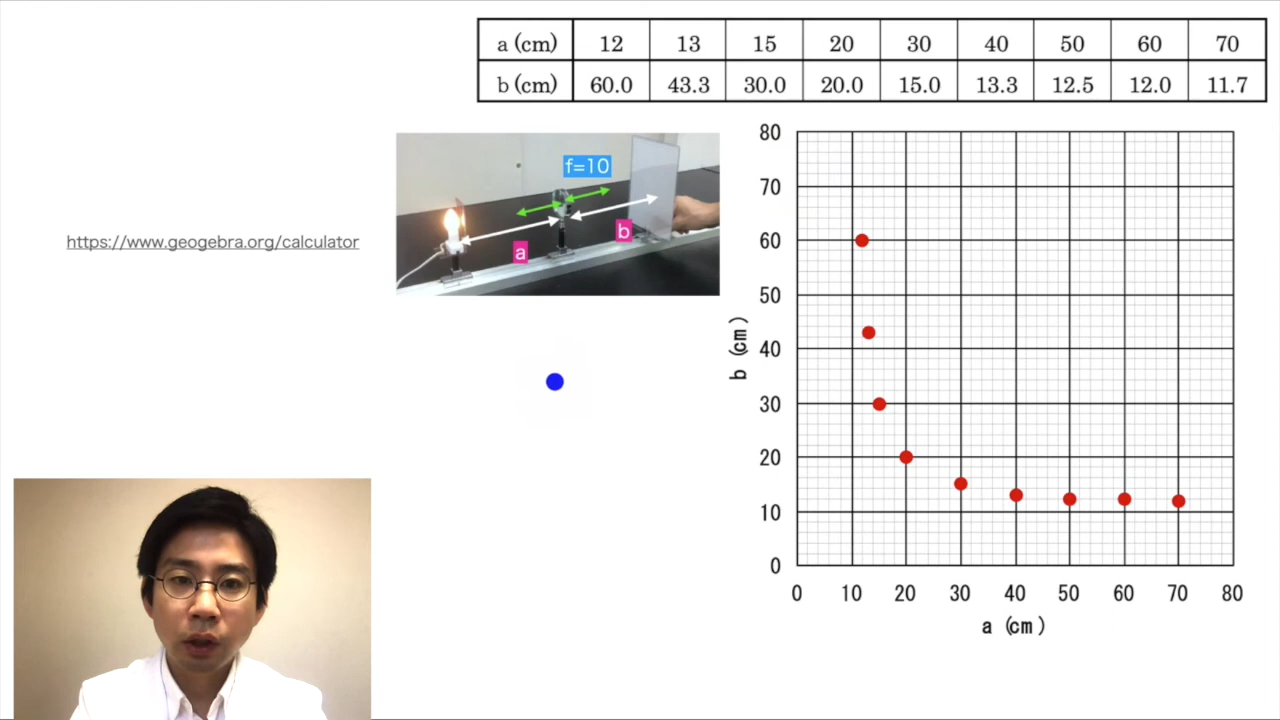 a (cm) 12 13 15 20 30 40 50 60 70
b (cm) 60.0 43.3 30.0 20.0 15.0 13.3 12.5 12.0 11.7
https://www.geogebra.org/calculator
f=10
a
b
80
70
60
50
40
30
20
10
0
b (cm)
0 10 20 30 40 50 60 70 80
a (cm)